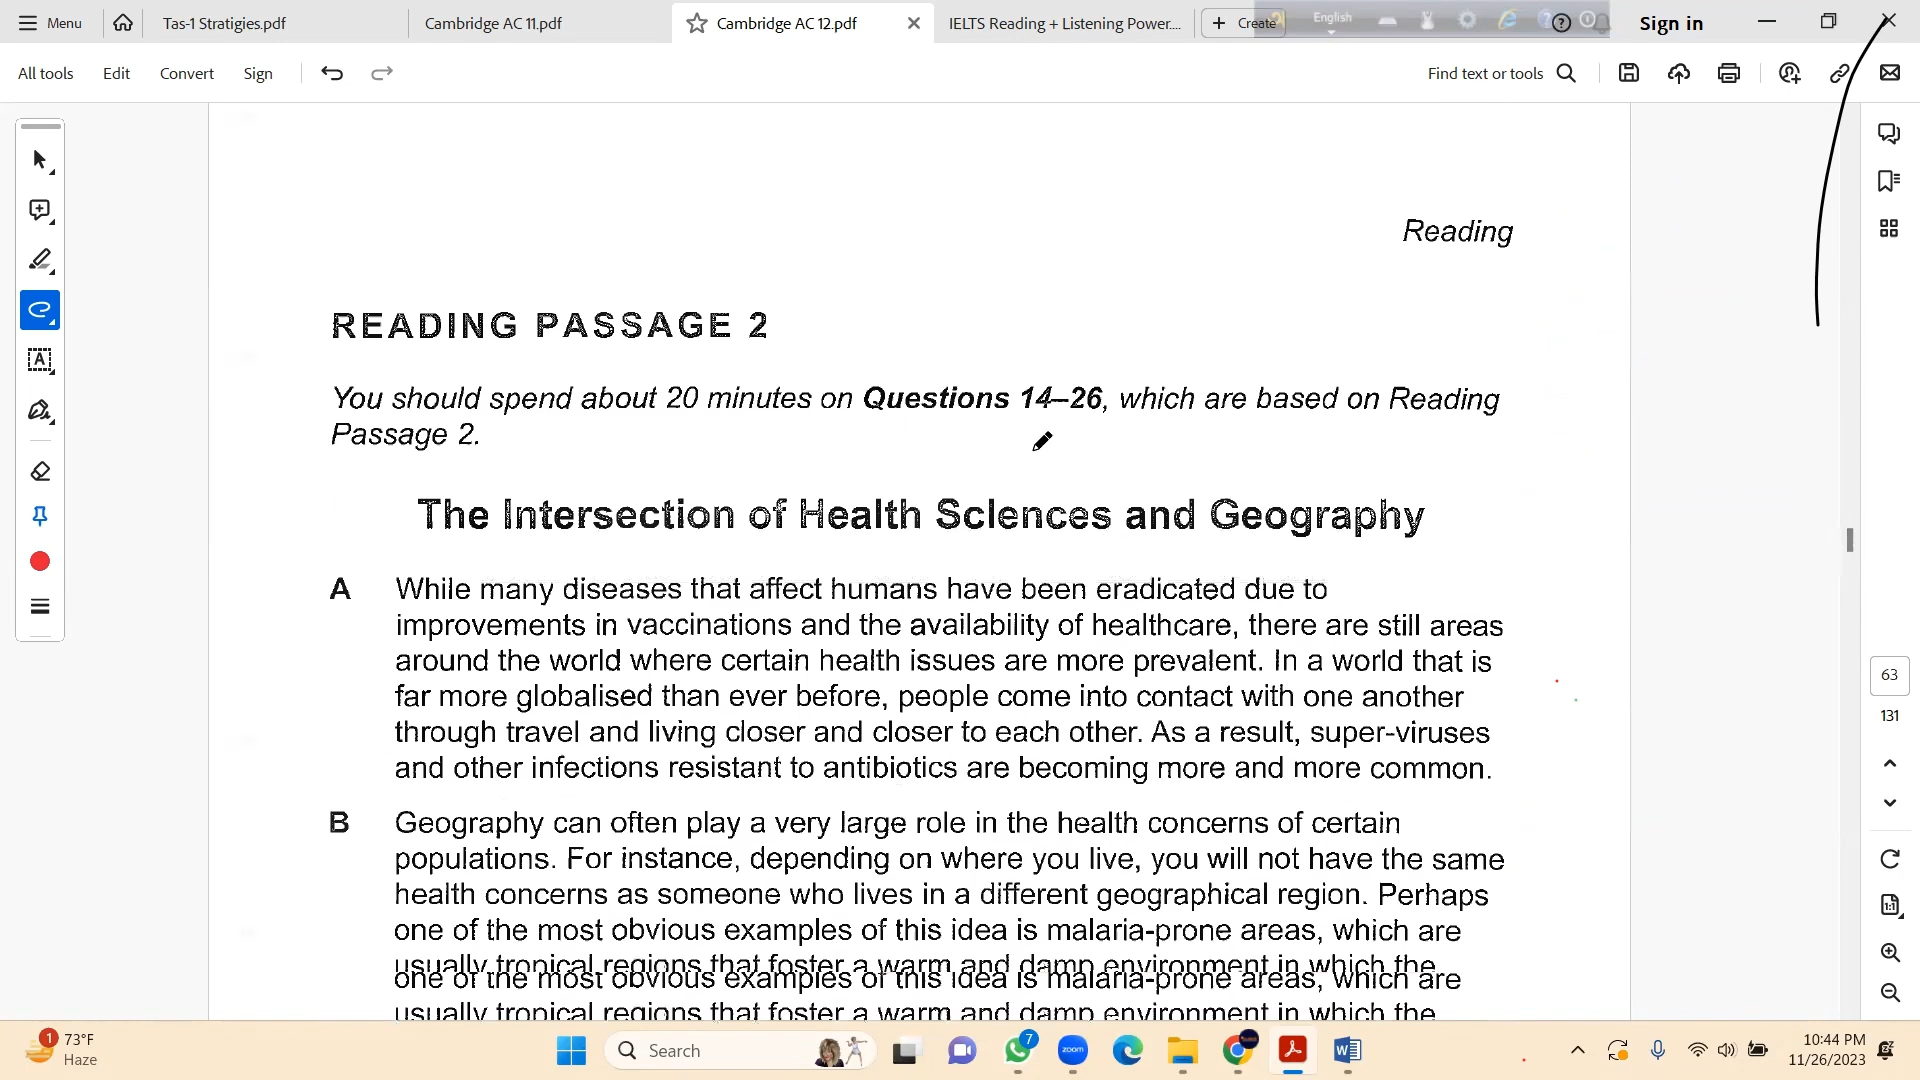 Menu
Tas-1 Stratigies.pdf
Cambridge AC 11.pdf
Cambridge AC 12.pdf
IELTS Reading + Listening Power....
Create
English
Sign in
All tools
Edit
Convert
Sign
Find text or tools
Reading
READING PASSAGE 2
You should spend about 20 minutes on Questions 14–26, which are based on Reading
Passage 2.
The Intersection of Health Sciences and Geography
A While many diseases that affect humans have been eradicated due to
improvements in vaccinations and the availability of healthcare, there are still areas
around the world where certain health issues are more prevalent. In a world that is
far more globalised than ever before, people come into contact with one another
through travel and living closer and closer to each other. As a result, super-viruses
and other infections resistant to antibiotics are becoming more and more common.
B Geography can often play a very large role in the health concerns of certain
populations. For instance, depending on where you live, you will not have the same
health concerns as someone who lives in a different geographical region. Perhaps
one of the most obvious examples of this idea is malaria-prone areas, which are
usually tropical regions that foster a warm and damp environment in which the
one of the most obvious examples of this idea is malaria-prone areas, which are
usually tropical regions that foster a warm and damp environment in which the
63
131
1:1
1
73°F
Haze
Search
7
zoom
10:44 PM
11/26/2023